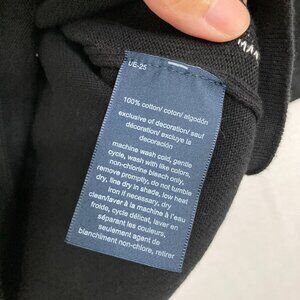 UE-25
100% cotton/ coton/ algodón
exclusive of decoration/ sauf
décoration/ excluye la
decoración
machine wash cold, gentle
cycle, wash with like colors,
non-chlorine bleach only,
remove promptly, do not tumble
dry, line dry in shade, low heat
iron if necessary, dry
clean/laver à la machine à l'eau
froide, cycle délicat, laver en
séparant les couleurs,
seulement agent de
blanchiment non-chlore, retirer